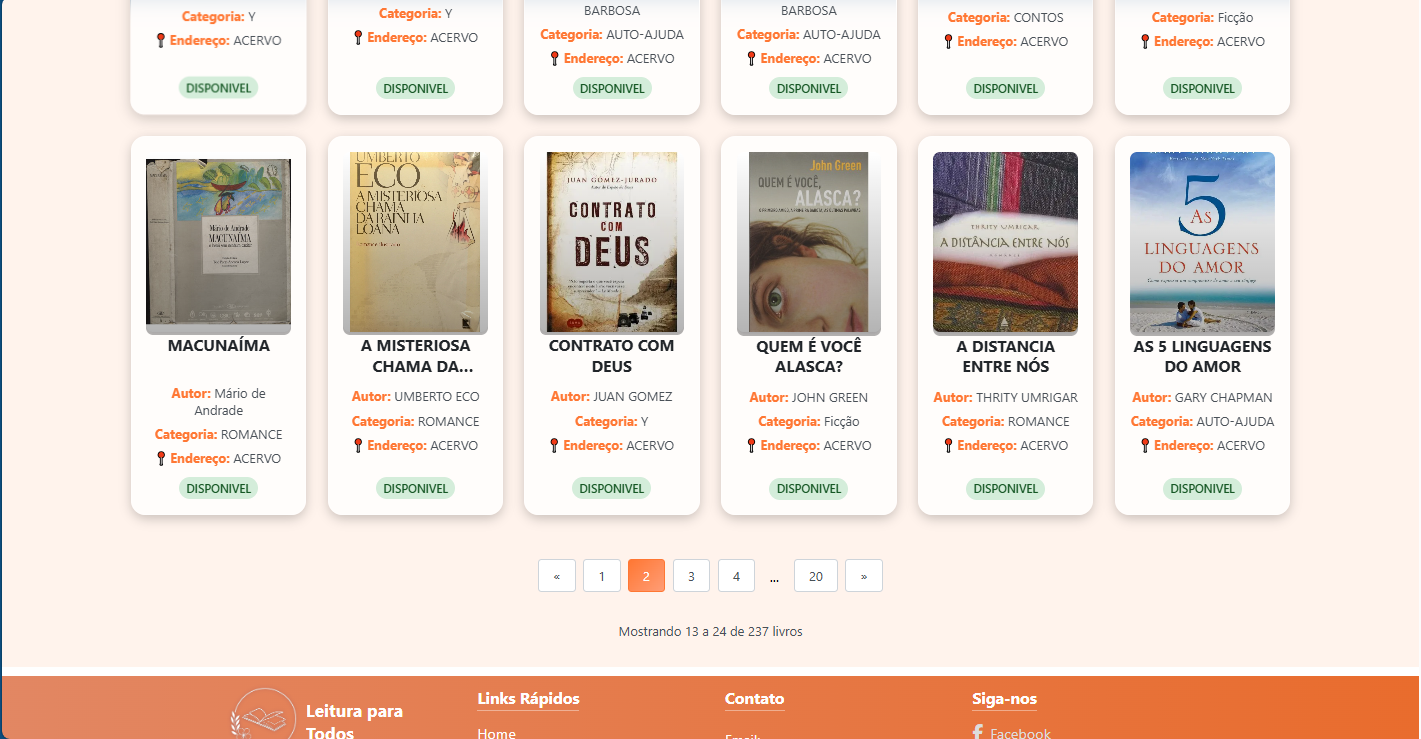 Categoria: Y
Endereço: ACERVO
DISPONIVEL
Categoria: Y
Endereço: ACERVO
DISPONIVEL
BARBOSA
Categoria: AUTO-AJUDA
Endereço: ACERVO
DISPONIVEL
BARBOSA
Categoria: AUTO-AJUDA
Endereço: ACERVO
DISPONIVEL
Categoria: CONTOS
Endereço: ACERVO
DISPONIVEL
Categoria: Ficção
Endereço: ACERVO
DISPONIVEL
Mário de Andrade
MACUNAÍMA
MACUNAÍMA
Autor: Mário de
Andrade
Categoria: ROMANCE
Endereço: ACERVO
DISPONIVEL
UMBERTO
ECO
A MISTERIOSA
CHAMA
DA RAINHA
LOANA
A MISTERIOSA
CHAMA DA...
Autor: UMBERTO ECO
Categoria: ROMANCE
Endereço: ACERVO
DISPONIVEL
JUAN GÓMEZ-JURADO
CONTRATO
COM
DEUS
CONTRATO COM
DEUS
Autor: JUAN GOMEZ
Categoria: Y
Endereço: ACERVO
DISPONIVEL
John Green
QUEM É VOCÊ,
ALASCA?
QUEM É VOCÊ
ALASCA?
Autor: JOHN GREEN
Categoria: Ficção
Endereço: ACERVO
DISPONIVEL
THRITY UMRIGAR
A DISTÂNCIA ENTRE NÓS
ROMANCE
A DISTANCIA
ENTRE NÓS
Autor: THRITY UMRIGAR
Categoria: ROMANCE
Endereço: ACERVO
DISPONIVEL
5
As
LINGUAGENS
DO AMOR
AS 5 LINGUAGENS
DO AMOR
Autor: GARY CHAPMAN
Categoria: AUTO-AJUDA
Endereço: ACERVO
DISPONIVEL
« 1 2 3 4 ... 20 »
Mostrando 13 a 24 de 237 livros
Leitura para
Todos
Links Rápidos
Home
Contato
Email:
Siga-nos
Facebook